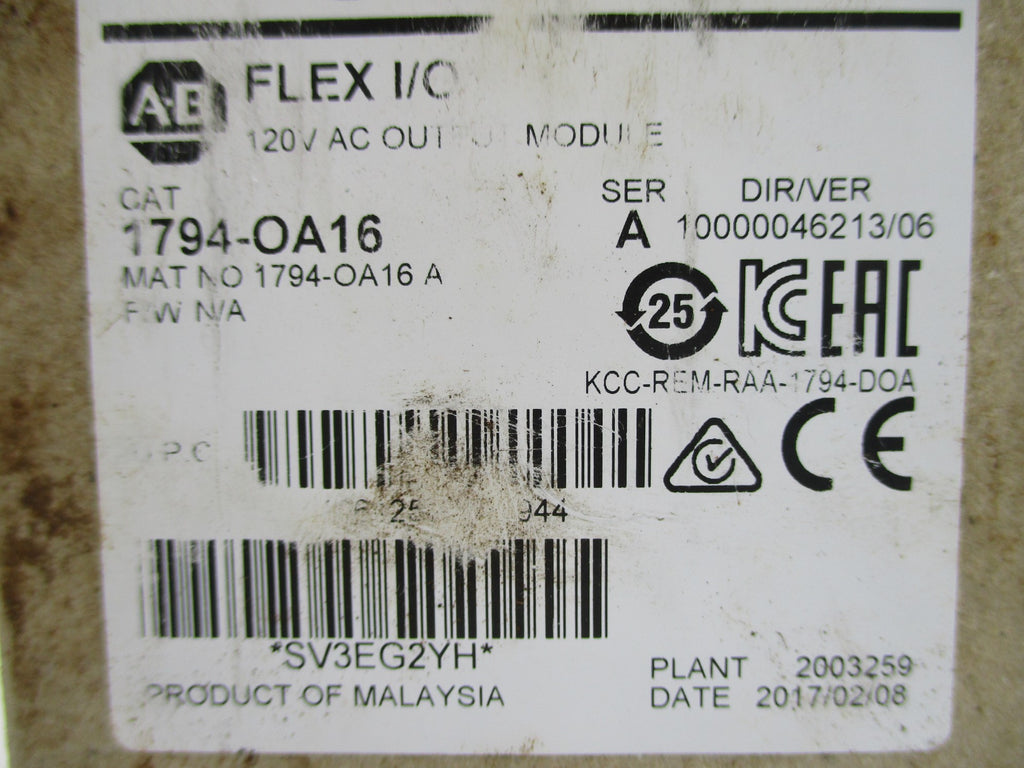 A-B
FLEX I/O
120V AC OUTPUT MODULE
CAT
1794-OA16
MAT NO 1794-OA16 A
F/W N/A
SER
A
DIR/VER
10000046213/06
25
KC EAC
KCC-REM-RAA-1794-DOA
CE
*SV3EG2YH*
PRODUCT OF MALAYSIA
PLANT 2003259
DATE 2017/02/08